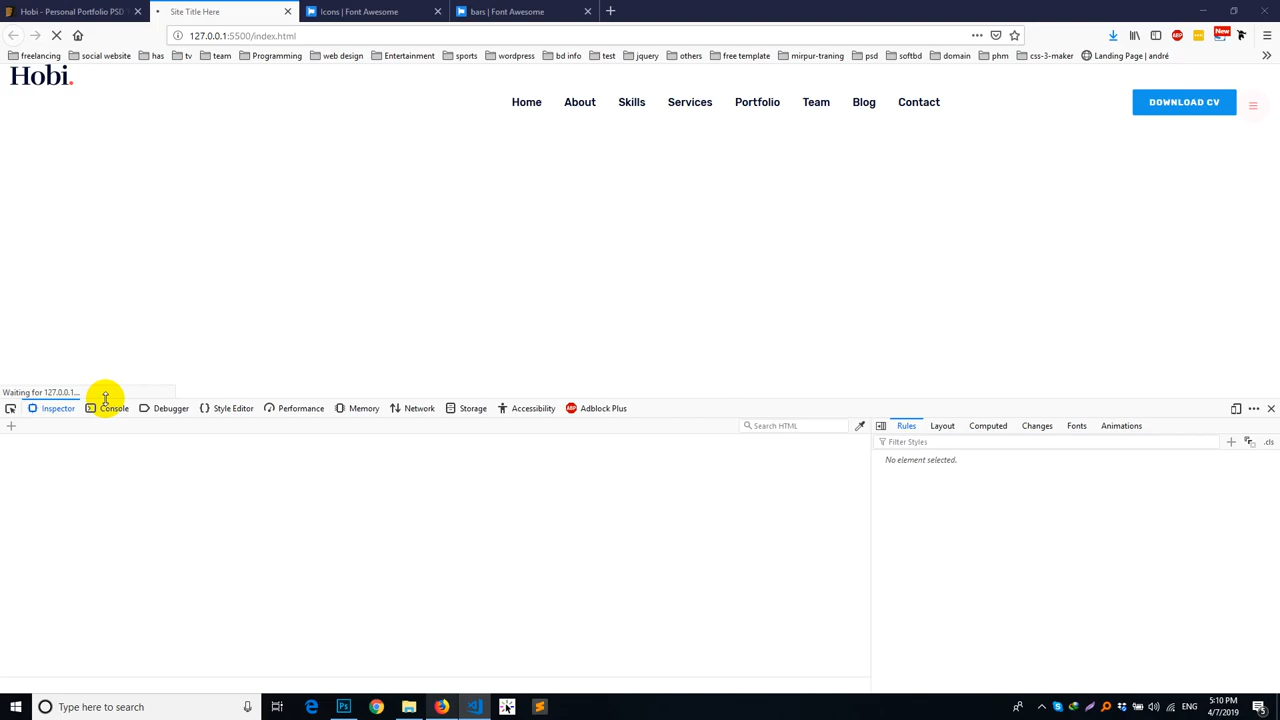 Hobi - Personal Portfolio PSD
Site Title Here
Icons | Font Awesome
bars | Font Awesome
127.0.0.1:5500/index.html
New
ABP
freelancing
social website
has
tv
team
Programming
web design
Entertainment
sports
wordpress
bd info
test
jquery
others
free template
mirpur-traning
psd
softbd
domain
phm
css-3-maker
Landing Page | andré
Hobi.
Home
About
Skills
Services
Portfolio
Team
Blog
Contact
DOWNLOAD CV
Waiting for 127.0.0.1...
Inspector
Console
Debugger
Style Editor
Performance
Memory
Network
Storage
Accessibility
ABP
Adblock Plus
Search HTML
Rules
Layout
Computed
Changes
Fonts
Animations
Filter Styles
.cls
No element selected.
Type here to search
Ps
ENG
5:10 PM
4/7/2019
5